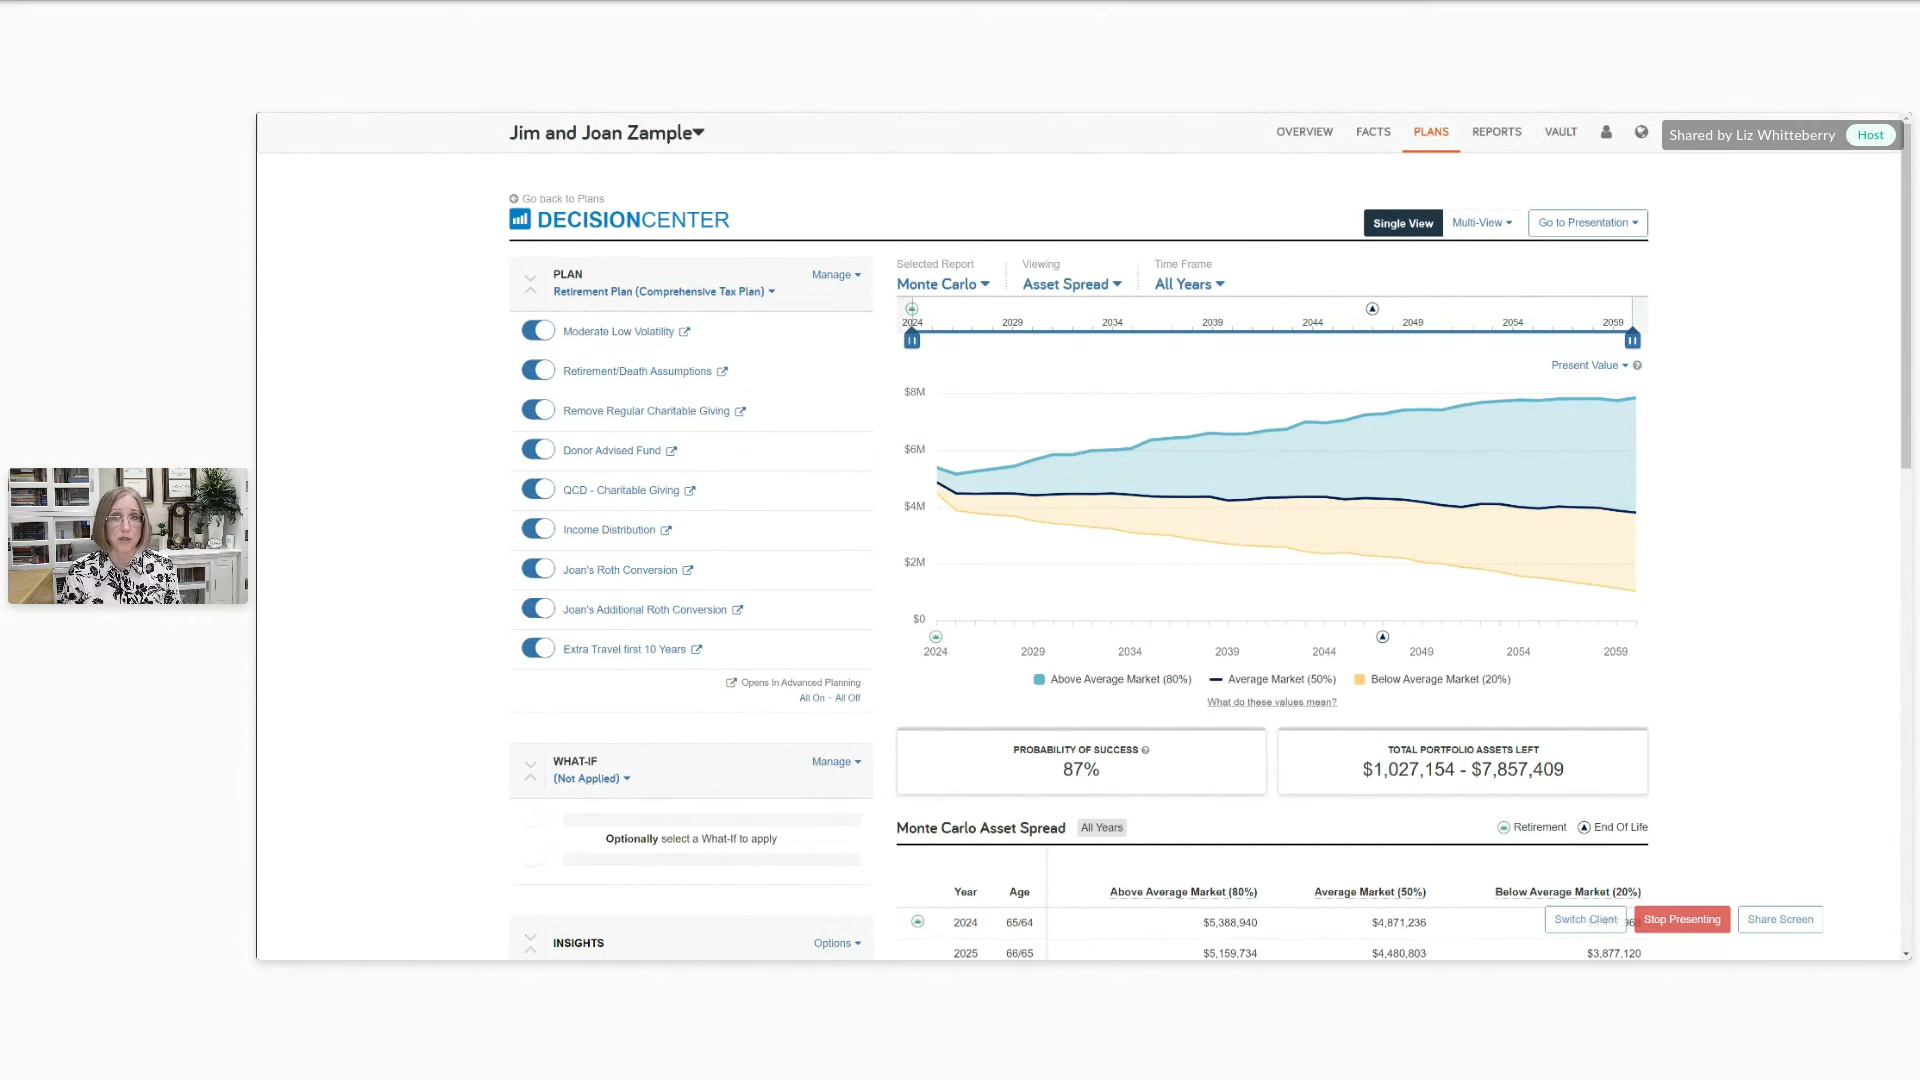 Jim and Joan Zample
OVERVIEW FACTS PLANS REPORTS VAULT
Shared by Liz Whitteberry Host
Go back to Plans
DECISIONCENTER
Single View Multi-View Go to Presentation
PLAN
Manage
Retirement Plan (Comprehensive Tax Plan)
Moderate Low Volatility
Retirement/Death Assumptions
Remove Regular Charitable Giving
Donor Advised Fund
QCD - Charitable Giving
Income Distribution
Joan's Roth Conversion
Joan's Additional Roth Conversion
Extra Travel first 10 Years
Opens In Advanced Planning
All On · All Off
WHAT-IF
Manage
(Not Applied)
Optionally select a What-If to apply
INSIGHTS
Options
Selected Report Viewing Time Frame
Monte Carlo Asset Spread All Years
2024 2029 2034 2039 2044 2049 2054 2059
Present Value
$8M
$6M
$4M
$2M
$0
2024 2029 2034 2039 2044 2049 2054 2059
Above Average Market (80%) Average Market (50%) Below Average Market (20%)
What do these values mean?
PROBABILITY OF SUCCESS
87%
TOTAL PORTFOLIO ASSETS LEFT
$1,027,154 - $7,857,409
Monte Carlo Asset Spread All Years
Retirement End Of Life
Year Age Above Average Market (80%) Average Market (50%) Below Average Market (20%)
2024 65/64 $5,388,940 $4,871,236
Switch Client Stop Presenting Share Screen
2025 66/65 $5,159,734 $4,480,803 $3,877,120